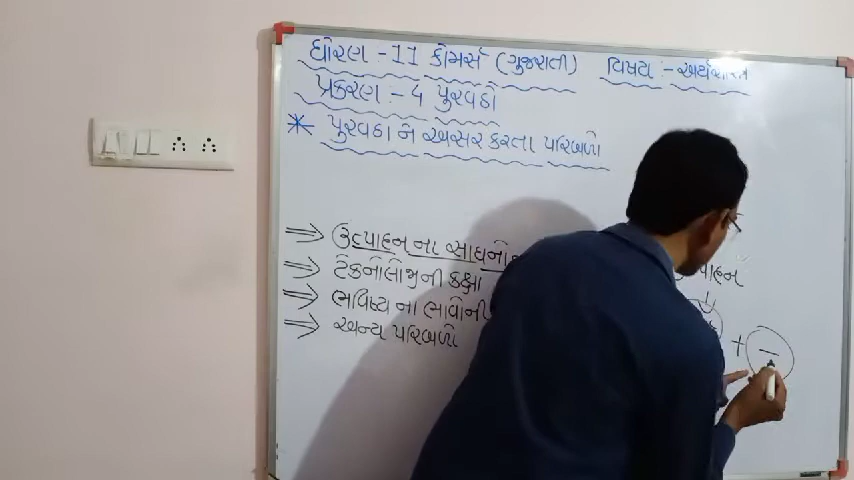 ધોરણ -11 કોમર્સ (ગુજરાતી) વિષય :- અર્થશાસ્ત્ર
પ્રકરણ :- 4 પુરવઠો
* પુરવઠાને અસર કરતા પરિબળો
⇒ ઉત્પાદન ના સાધનો
⇒ ટેકનોલોજીની કક્ષા
⇒ ભવિષ્ય ના ભાવોની
⇒ અન્ય પરિબળો
+ –